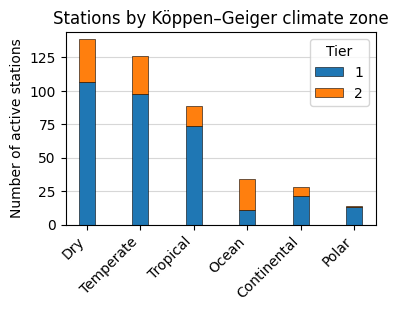 Stations by Köppen–Geiger climate zone
Number of active stations
125
100
75
50
25
0
Tier
1
2
Dry
Temperate
Tropical
Ocean
Continental
Polar